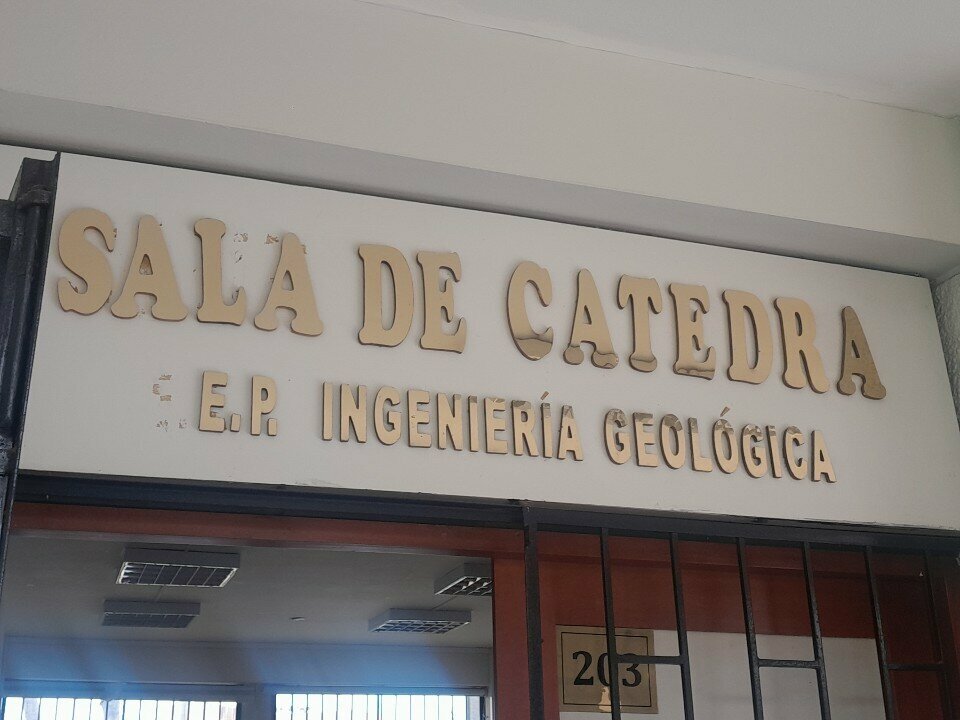 SALA DE CATEDRA
E.P. INGENIERÍA GEOLÓGICA
203